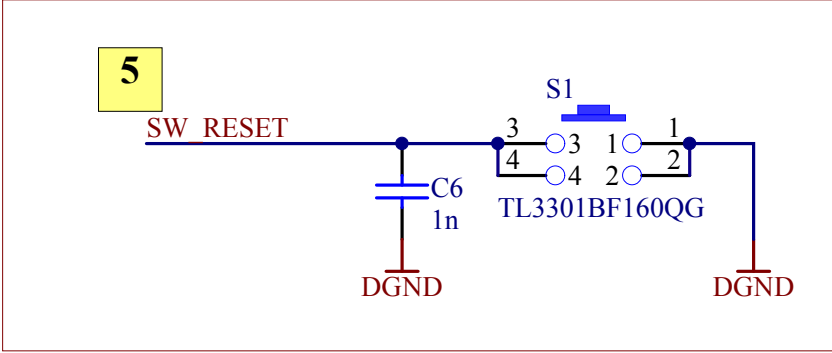 5
S1
SW_RESET
3 3 1 1
4 4 2 2
C6
1n
TL3301BF160QG
DGND
DGND